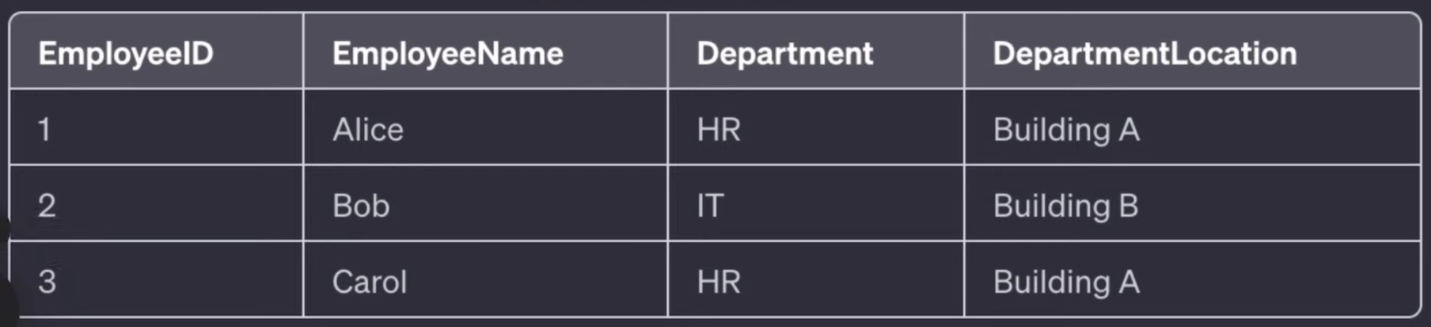 EmployeeID EmployeeName Department DepartmentLocation
1 Alice HR Building A
2 Bob IT Building B
3 Carol HR Building A